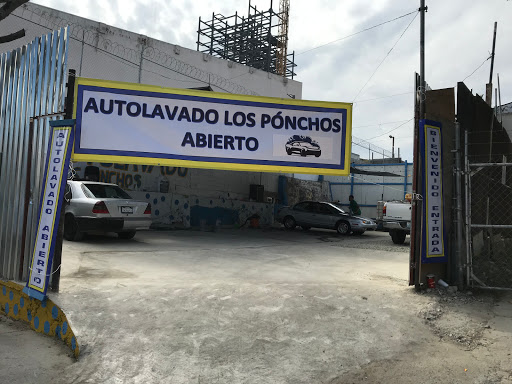 AUTOLAVADO LOS PÓNCHOS
ABIERTO
AUTOLAVADO ABIERTO
BIENVENIDO ENTRADA